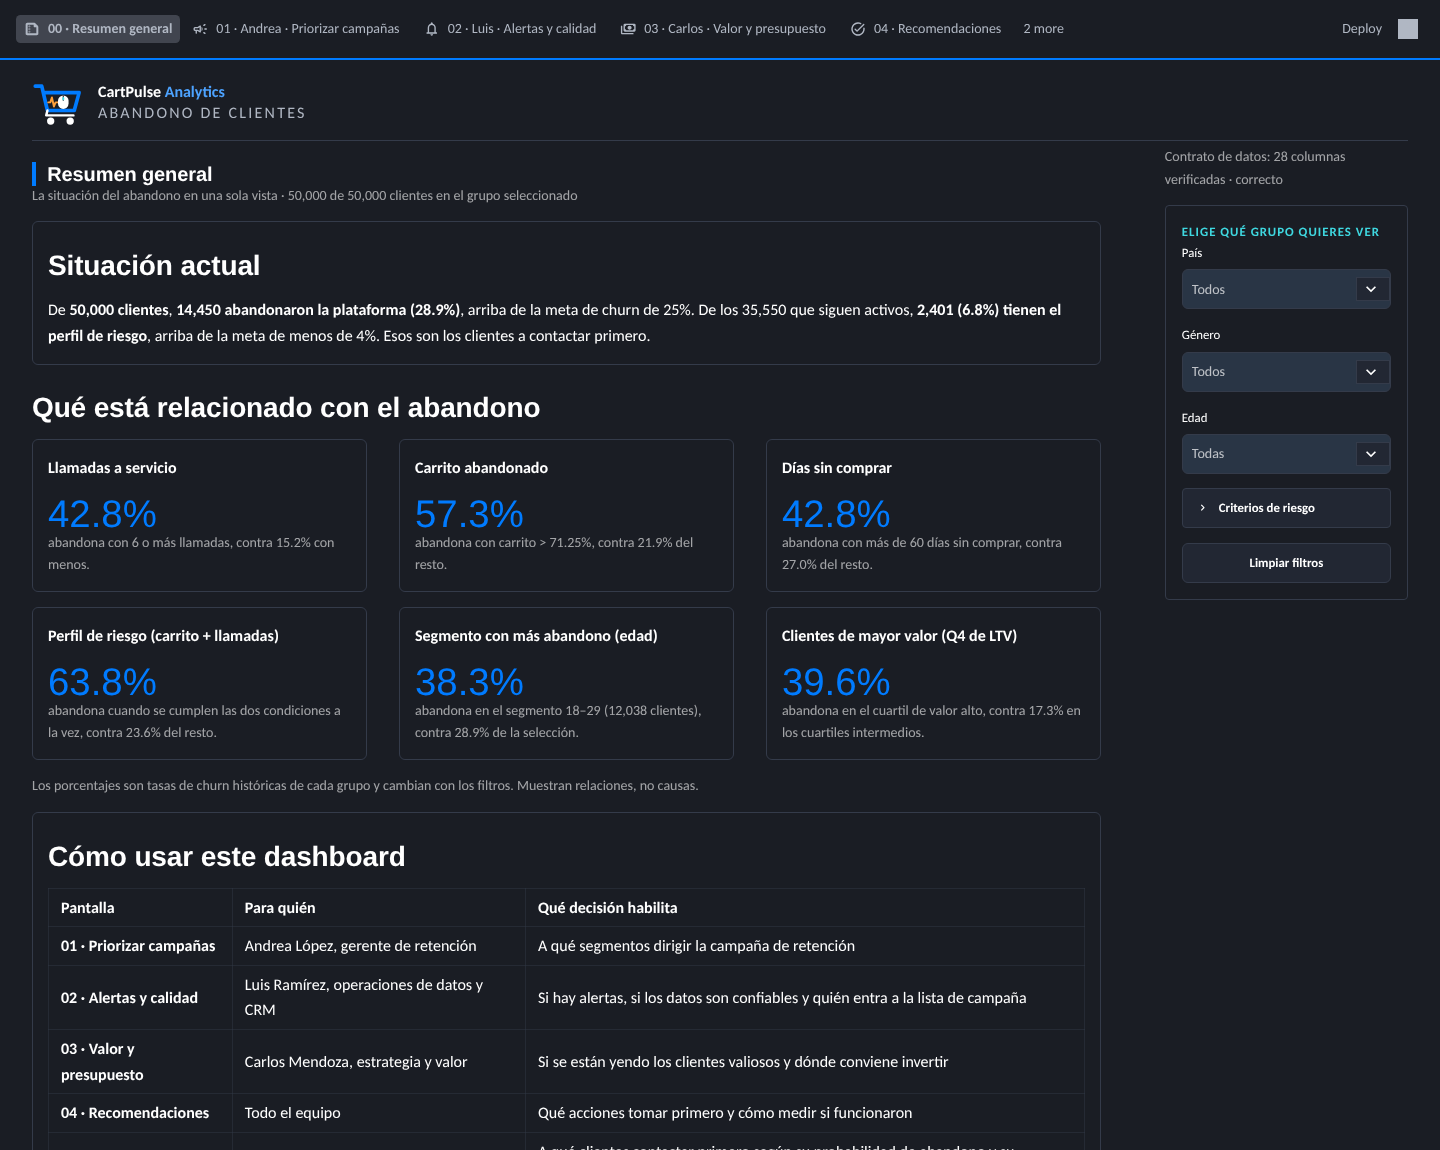 00 · Resumen general
01 · Andrea · Priorizar campañas
02 · Luis · Alertas y calidad
03 · Carlos · Valor y presupuesto
04 · Recomendaciones
2 more
Deploy
CartPulse Analytics
ABANDONO DE CLIENTES
Resumen general
La situación del abandono en una sola vista · 50,000 de 50,000 clientes en el grupo seleccionado
Situación actual
De 50,000 clientes, 14,450 abandonaron la plataforma (28.9%), arriba de la meta de churn de 25%. De los 35,550 que siguen activos, 2,401 (6.8%) tienen el
perfil de riesgo, arriba de la meta de menos de 4%. Esos son los clientes a contactar primero.
Qué está relacionado con el abandono
Llamadas a servicio
42.8%
abandona con 6 o más llamadas, contra 15.2% con
menos.
Carrito abandonado
57.3%
abandona con carrito > 71.25%, contra 21.9% del
resto.
Días sin comprar
42.8%
abandona con más de 60 días sin comprar, contra
27.0% del resto.
Perfil de riesgo (carrito + llamadas)
63.8%
abandona cuando se cumplen las dos condiciones a
la vez, contra 23.6% del resto.
Segmento con más abandono (edad)
38.3%
abandona en el segmento 18–29 (12,038 clientes),
contra 28.9% de la selección.
Clientes de mayor valor (Q4 de LTV)
39.6%
abandona en el cuartil de valor alto, contra 17.3% en
los cuartiles intermedios.
Los porcentajes son tasas de churn históricas de cada grupo y cambian con los filtros. Muestran relaciones, no causas.
Cómo usar este dashboard
Pantalla
Para quién
Qué decisión habilita
01 · Priorizar campañas
Andrea López, gerente de retención
A qué segmentos dirigir la campaña de retención
02 · Alertas y calidad
Luis Ramírez, operaciones de datos y
CRM
Si hay alertas, si los datos son confiables y quién entra a la lista de campaña
03 · Valor y
presupuesto
Carlos Mendoza, estrategia y valor
Si se están yendo los clientes valiosos y dónde conviene invertir
04 · Recomendaciones
Todo el equipo
Qué acciones tomar primero y cómo medir si funcionaron
A qué clientes contactar primero según su probabilidad de abandono y su
Contrato de datos: 28 columnas
verificadas · correcto
ELIGE QUÉ GRUPO QUIERES VER
País
Todos
Género
Todos
Edad
Todas
Criterios de riesgo
Limpiar filtros